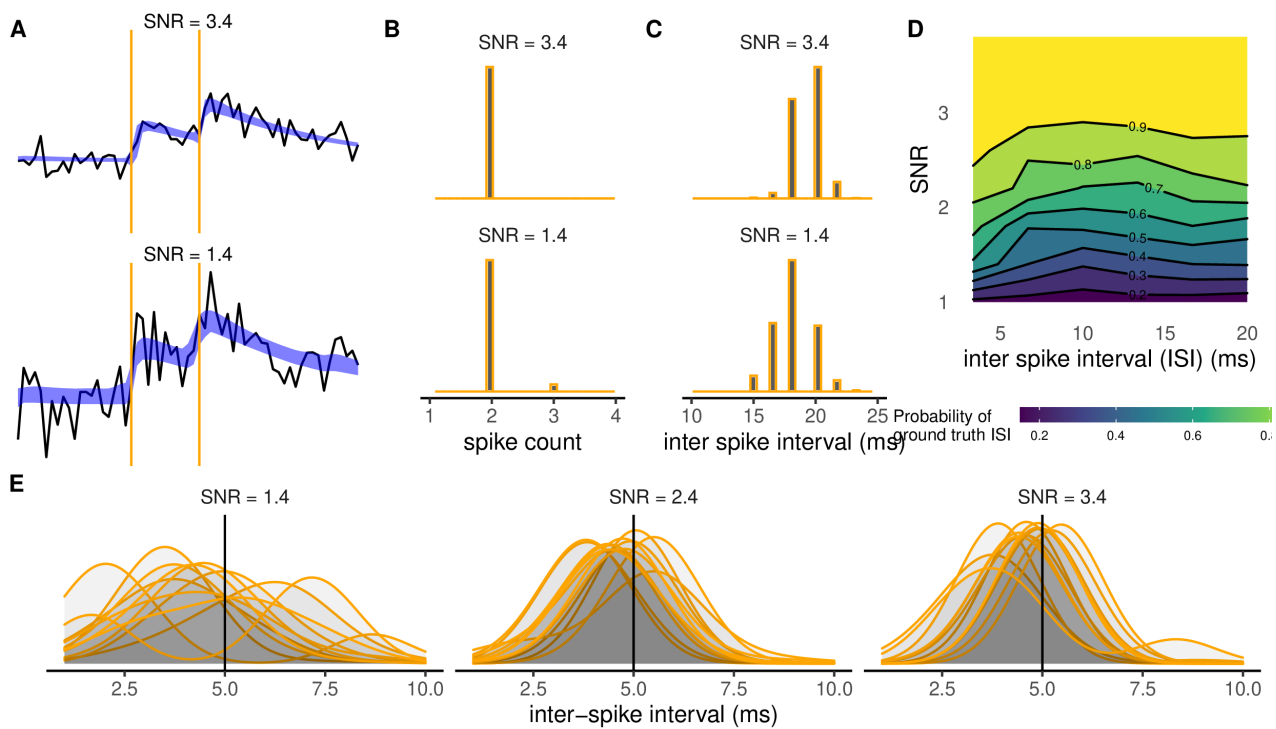 A
SNR = 3.4
SNR = 1.4
B
SNR = 3.4
SNR = 1.4
1 2 3 4
spike count
C
SNR = 3.4
SNR = 1.4
10 15 20 25
inter spike interval (ms)
D
SNR
3
2
1
0.9
0.8
0.7
0.6
0.5
0.4
0.3
0.2
5 10 15 20
inter spike interval (ISI) (ms)
Probability of
ground truth ISI
0.2 0.4 0.6
E
SNR = 1.4
SNR = 2.4
SNR = 3.4
2.5 5.0 7.5 10.0
2.5 5.0 7.5 10.0
2.5 5.0 7.5 10.0
inter−spike interval (ms)